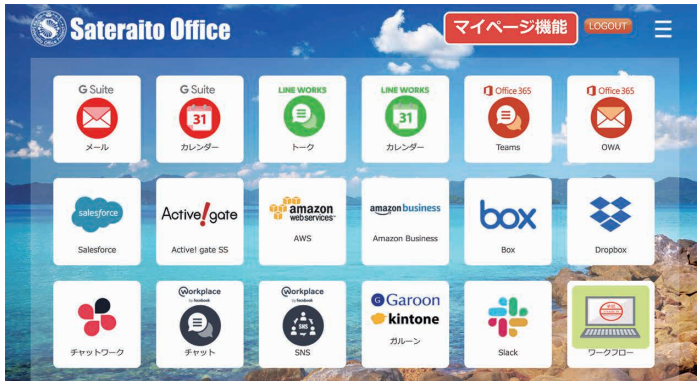 Sateraito Office
マイページ機能
LOGOUT
G Suite
31
メール
G Suite
カレンダー
LINE WORKS
トーク
LINE WORKS
31
カレンダー
Office 365
Teams
Office 365
OWA
salesforce
Salesforce
Active! gate
Active! gate SS
amazon
webservices
AWS
amazon business
Amazon Business
box
Box
Dropbox
チャットワーク
Workplace
by facebook
チャット
Workplace
by facebook
SNS
SNS
Garoon
kintone
ガルーン
Slack
ワークフロー